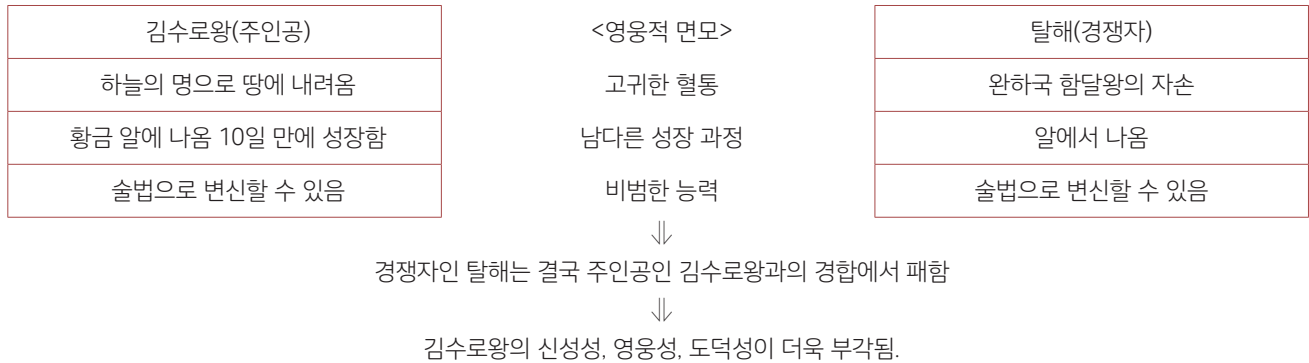 김수로왕(주인공) <영웅적 면모> 탈해(경쟁자)
하늘의 명으로 땅에 내려옴 고귀한 혈통 완하국 함달왕의 자손
황금 알에 나옴 10일 만에 성장함 남다른 성장 과정 알에서 나옴
술법으로 변신할 수 있음 비범한 능력 술법으로 변신할 수 있음
⇓
경쟁자인 탈해는 결국 주인공인 김수로왕과의 경합에서 패함
⇓
김수로왕의 신성성, 영웅성, 도덕성이 더욱 부각됨.